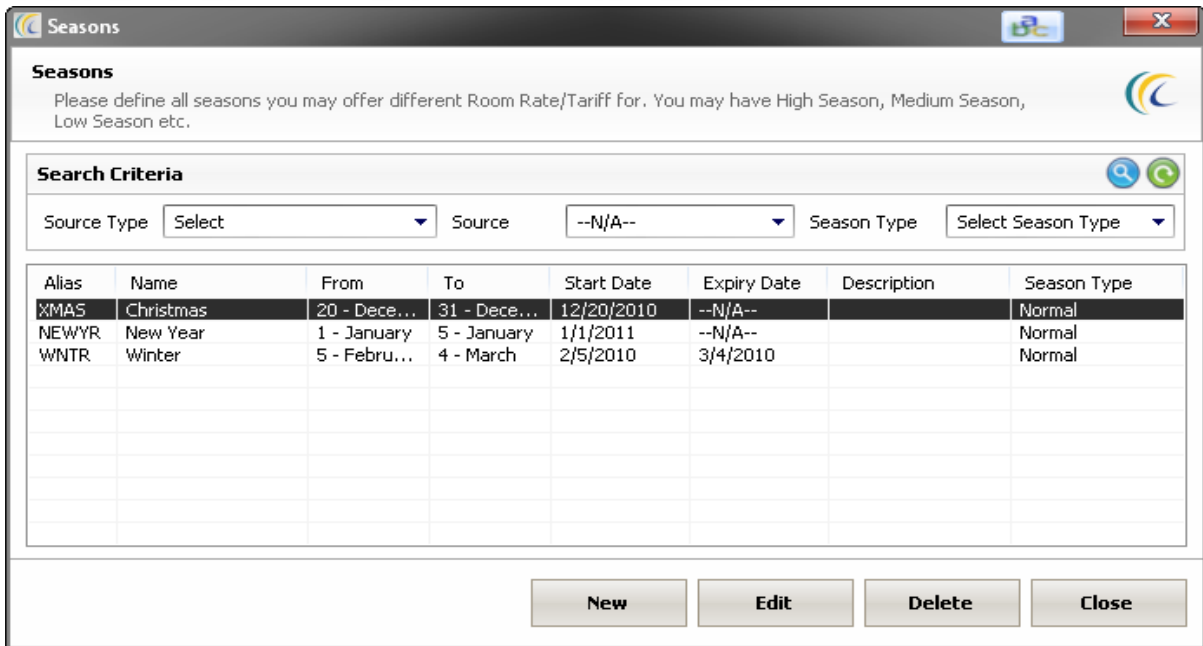 Seasons
abc
X
Seasons
Please define all seasons you may offer different Room Rate/Tariff for. You may have High Season, Medium Season,
Low Season etc.
Search Criteria
Source Type Select Source --N/A-- Season Type Select Season Type
Alias Name From To Start Date Expiry Date Description Season Type
XMAS Christmas 20 - Dece... 31 - Dece... 12/20/2010 --N/A-- Normal
NEWYR New Year 1 - January 5 - January 1/1/2011 --N/A-- Normal
WNTR Winter 5 - Febru... 4 - March 2/5/2010 3/4/2010 Normal
New Edit Delete Close